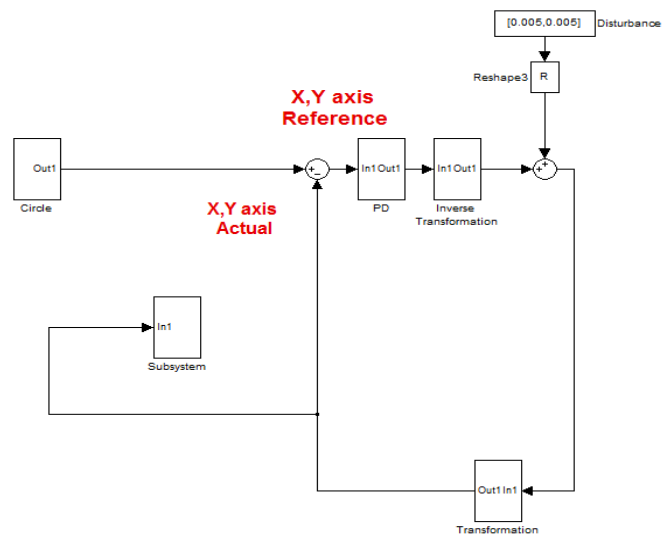 [0.005,0.005] Disturbance
Reshape3 R
X,Y axis
Reference
Out1
+
−
In1 Out1
In1 Out1
+
+
Circle
PD
Inverse
Transformation
X,Y axis
Actual
In1
Subsystem
Out1 In1
Transformation